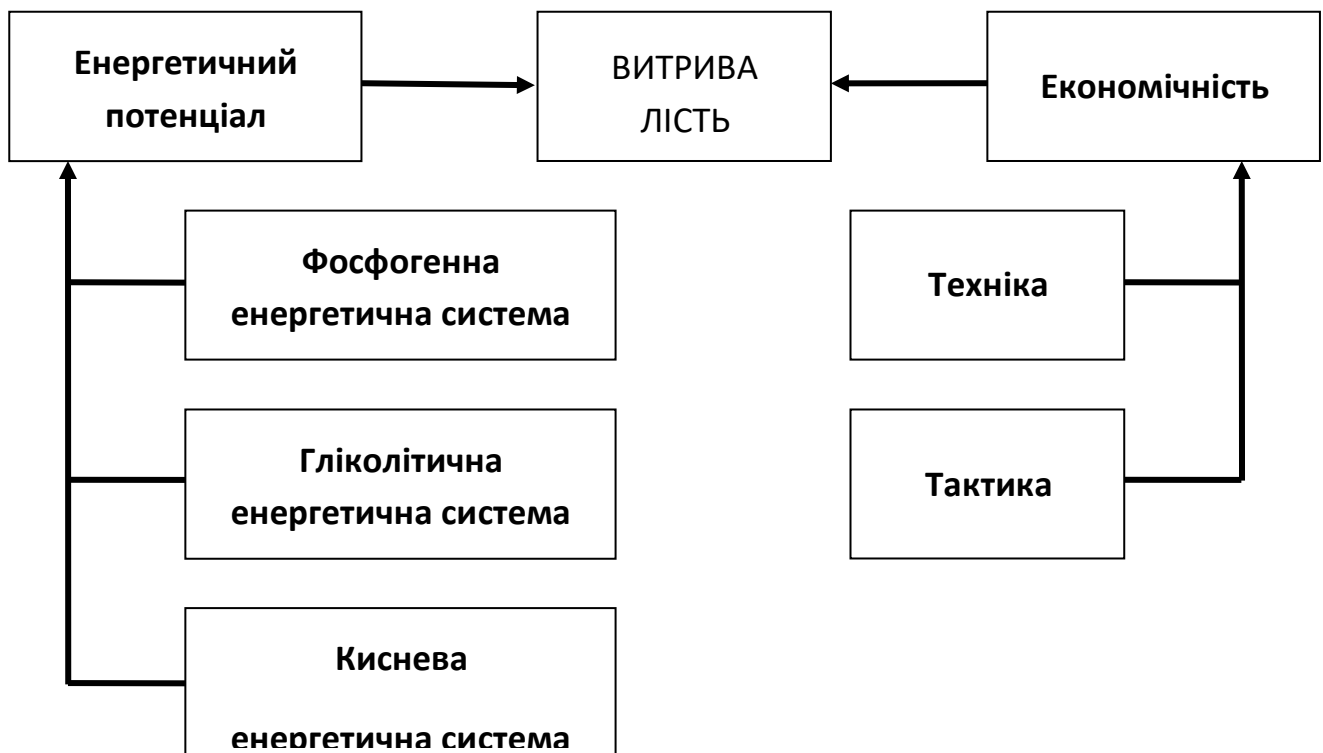 Енергетичний
потенціал
ВИТРИВА
ЛІСТЬ
Економічність
Фосфогенна
енергетична система
Техніка
Гліколітична
енергетична система
Тактика
Киснева
енергетична система